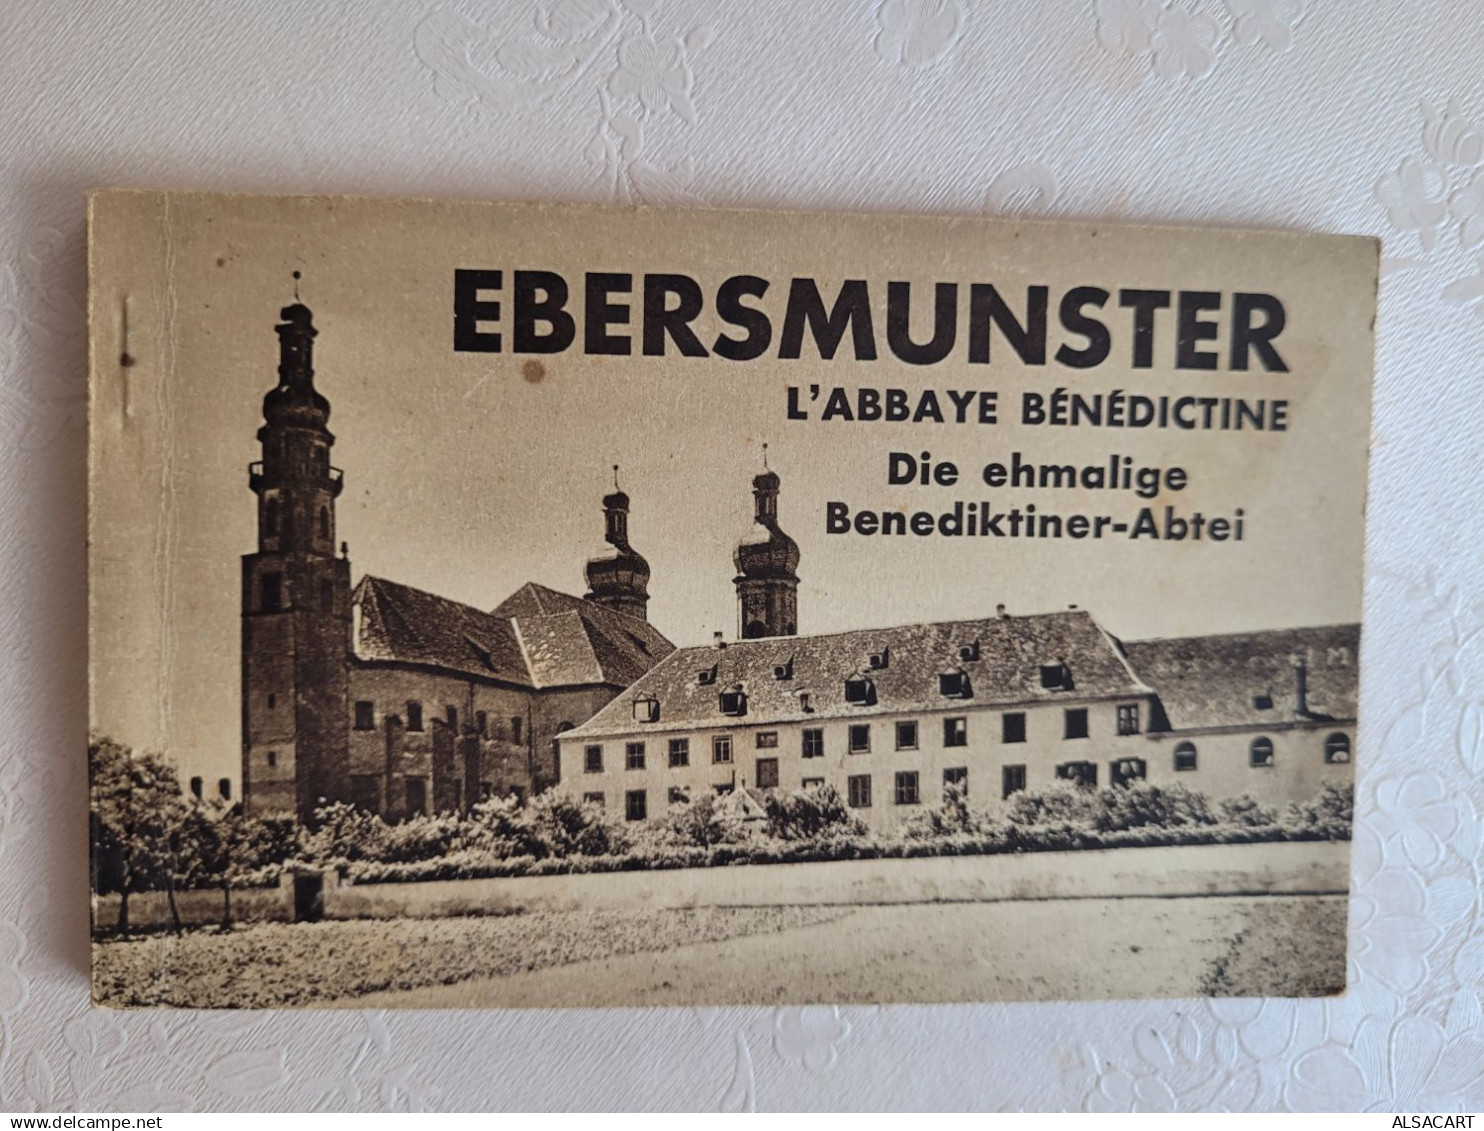 EBERSMUNSTER
L'ABBAYE BÉNÉDICTINE
Die ehmalige
Benediktiner-Abtei
www.delcampe.net
ALSACART